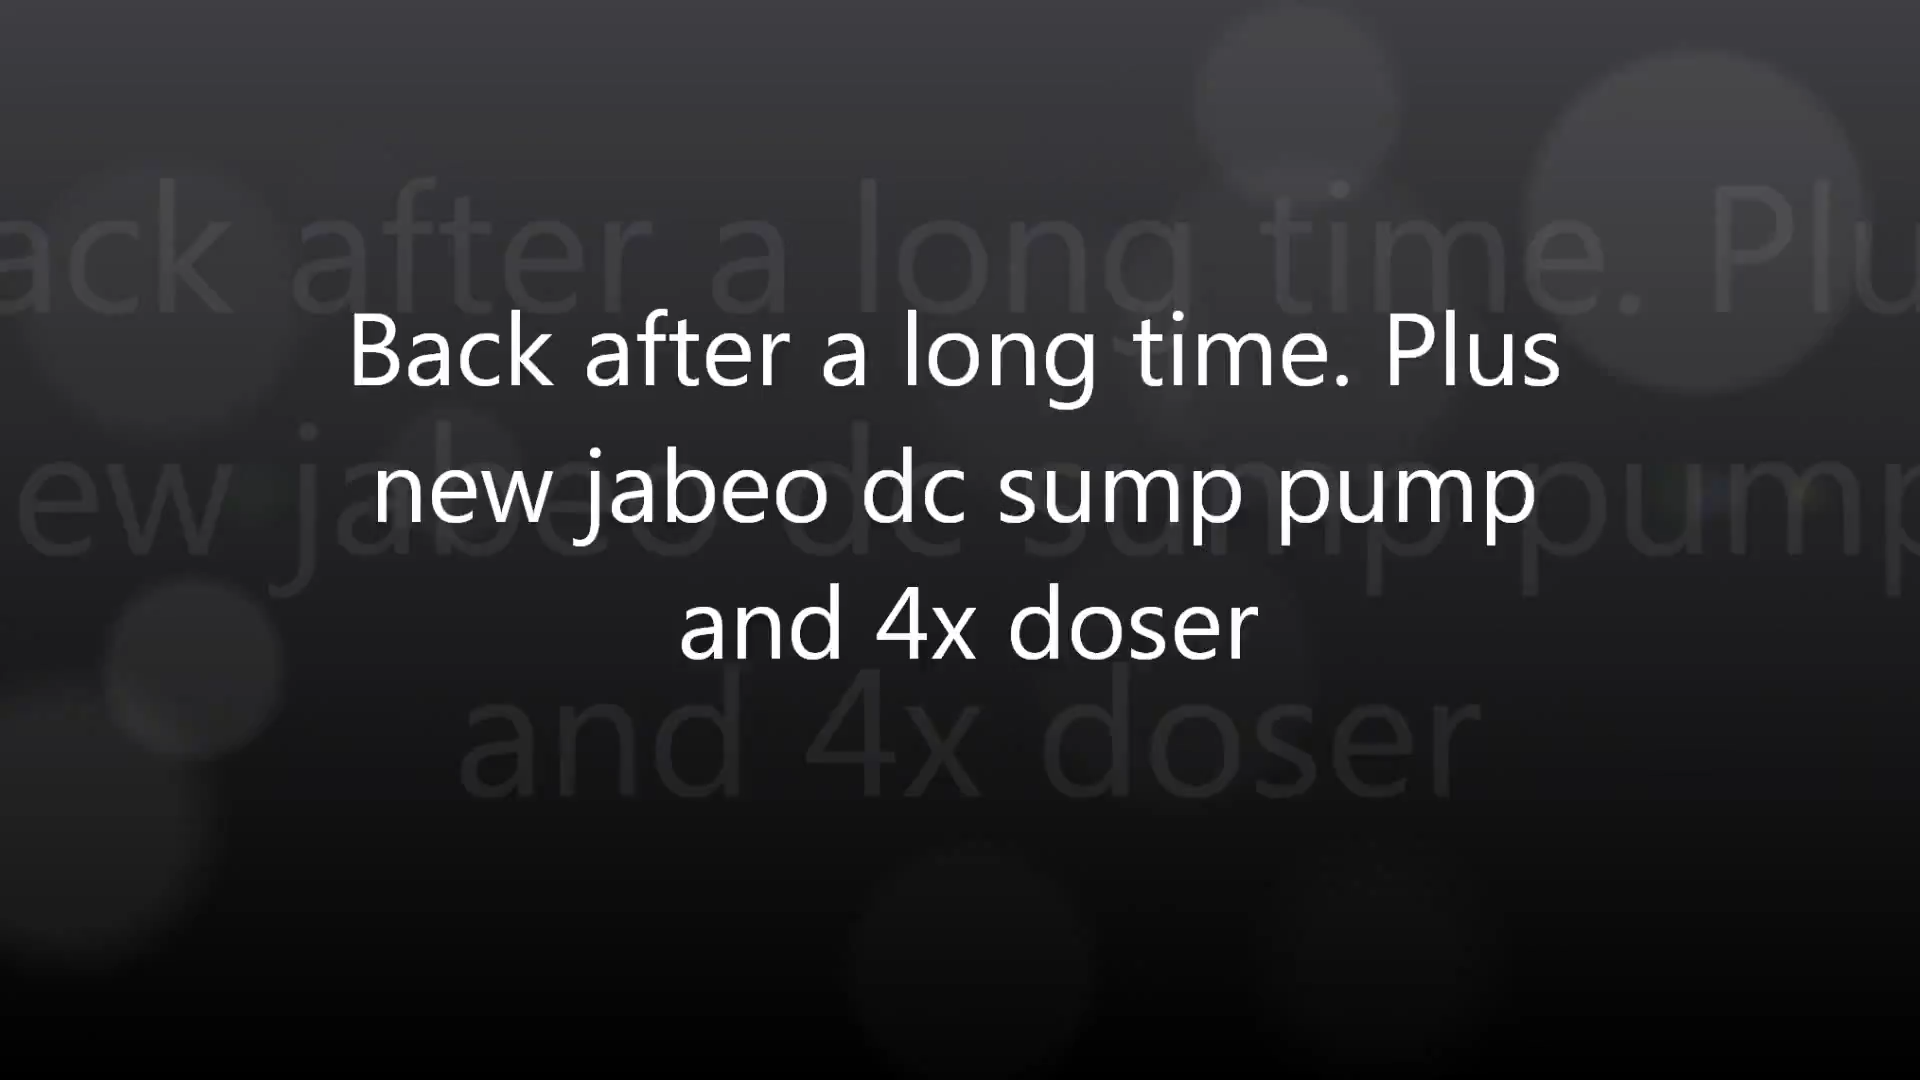 Back after a long time. Plus
new jabeo dc sump pump
and 4x doser